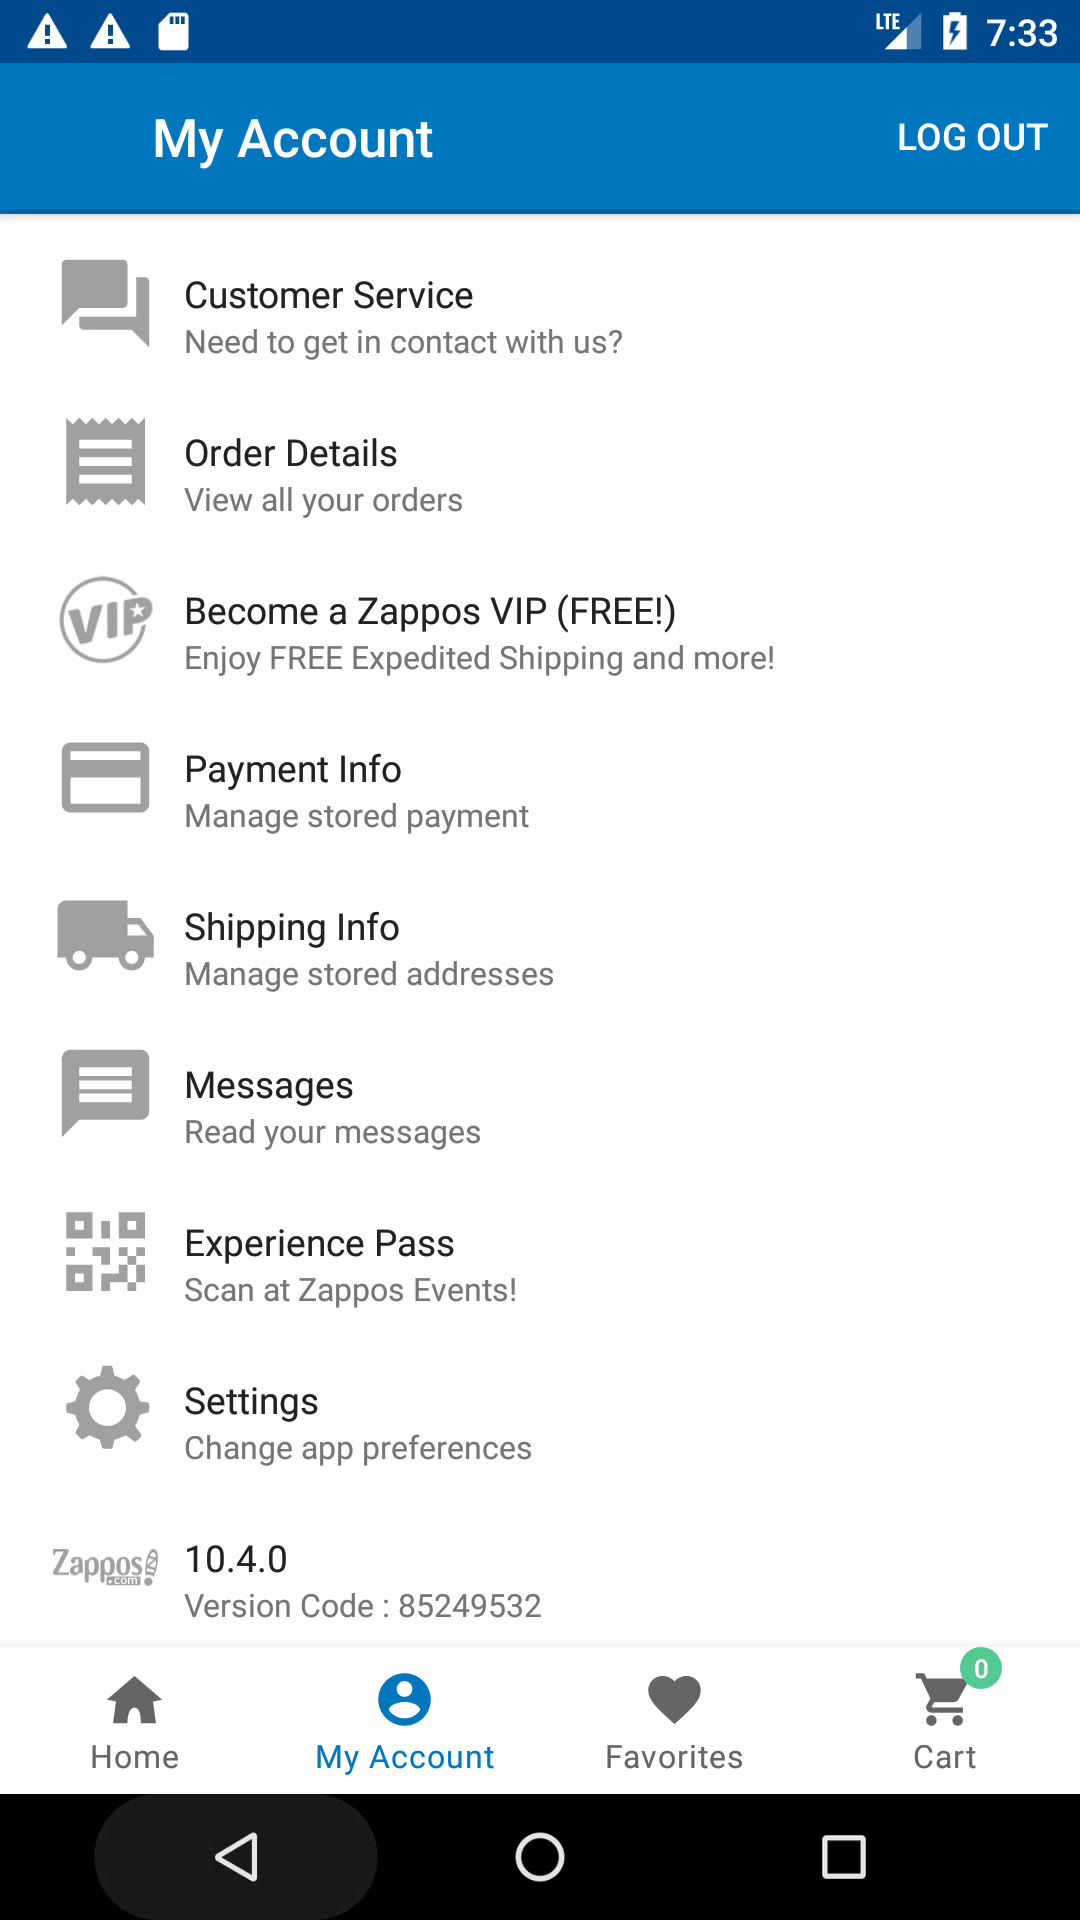 LTE 7:33
My Account
LOG OUT
Customer Service
Need to get in contact with us?
Order Details
View all your orders
VIP
Become a Zappos VIP (FREE!)
Enjoy FREE Expedited Shipping and more!
Payment Info
Manage stored payment
Shipping Info
Manage stored addresses
Messages
Read your messages
Experience Pass
Scan at Zappos Events!
Settings
Change app preferences
Zappos
.com
10.4.0
Version Code : 85249532
0
Home
My Account
Favorites
Cart